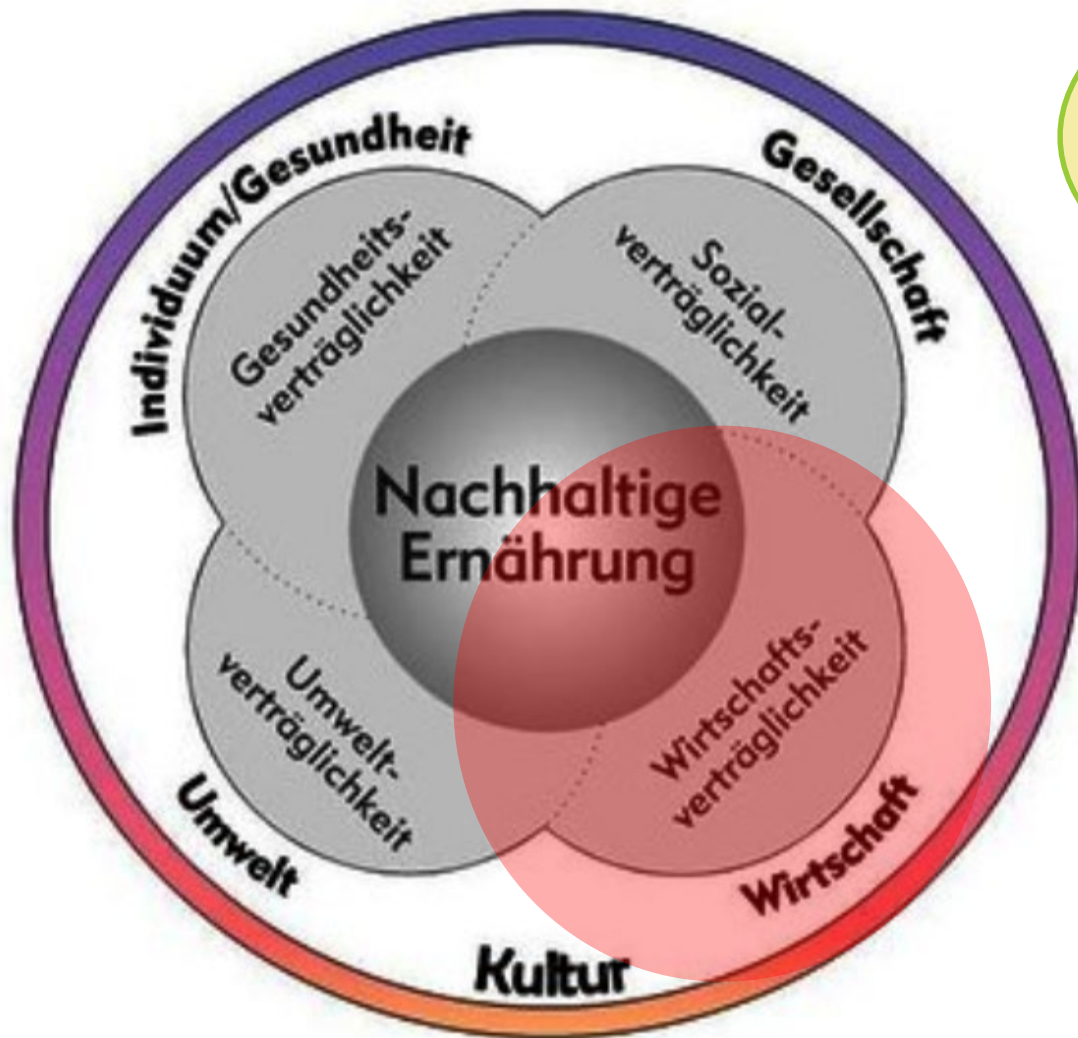 Individuum/Gesundheit
Gesellschaft
Gesundheits-
verträglichkeit
Sozial-
verträglichkeit
Nachhaltige
Ernährung
Umwelt-
verträglichkeit
Wirtschafts-
verträglichkeit
Umwelt
Wirtschaft
Kultur